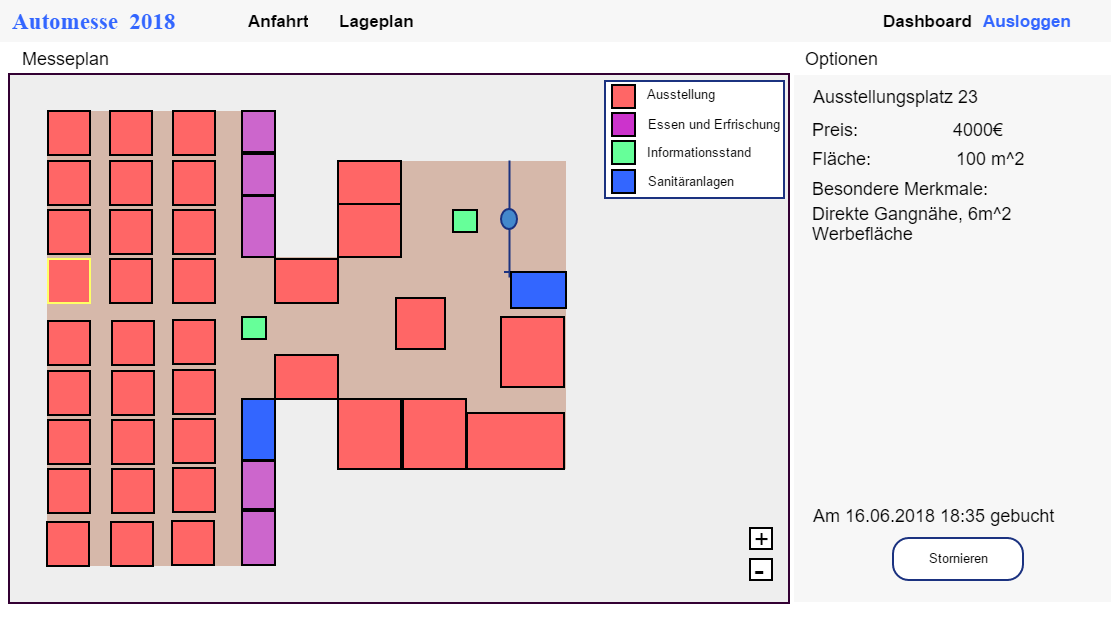 Automesse 2018 Anfahrt Lageplan Dashboard Ausloggen
Messeplan
Ausstellung
Essen und Erfrischung
Informationsstand
Sanitäranlagen
+
-
Optionen
Ausstellungsplatz 23
Preis: 4000€
Fläche: 100 m^2
Besondere Merkmale:
Direkte Gangnähe, 6m^2
Werbefläche
Am 16.06.2018 18:35 gebucht
Stornieren